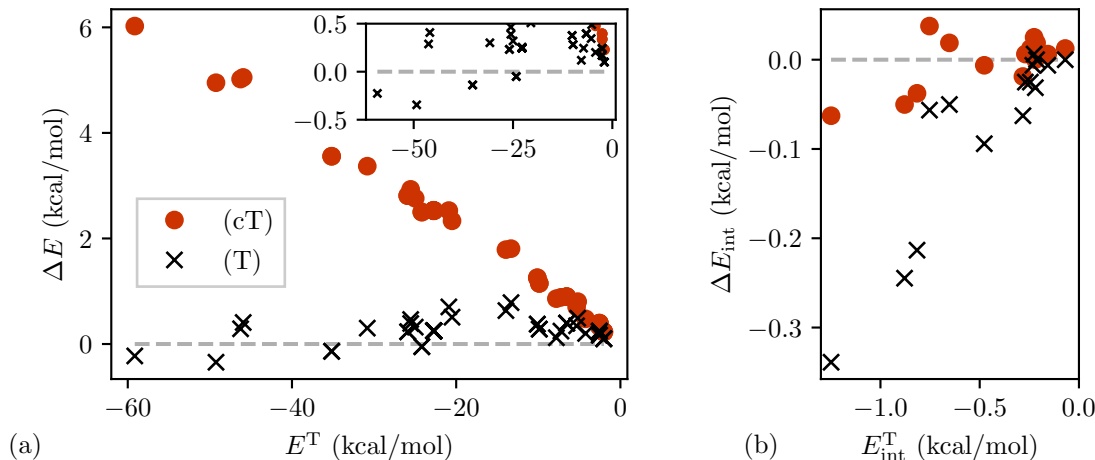 0.5
0.0
−0.5
−50
−25
0
6
4
2
0
ΔE (kcal/mol)
(cT)
(T)
−60
−40
−20
0
(a)
E^T (kcal/mol)
0.0
−0.1
−0.2
−0.3
ΔE_int (kcal/mol)
−1.0
−0.5
0.0
(b)
E^T_int (kcal/mol)